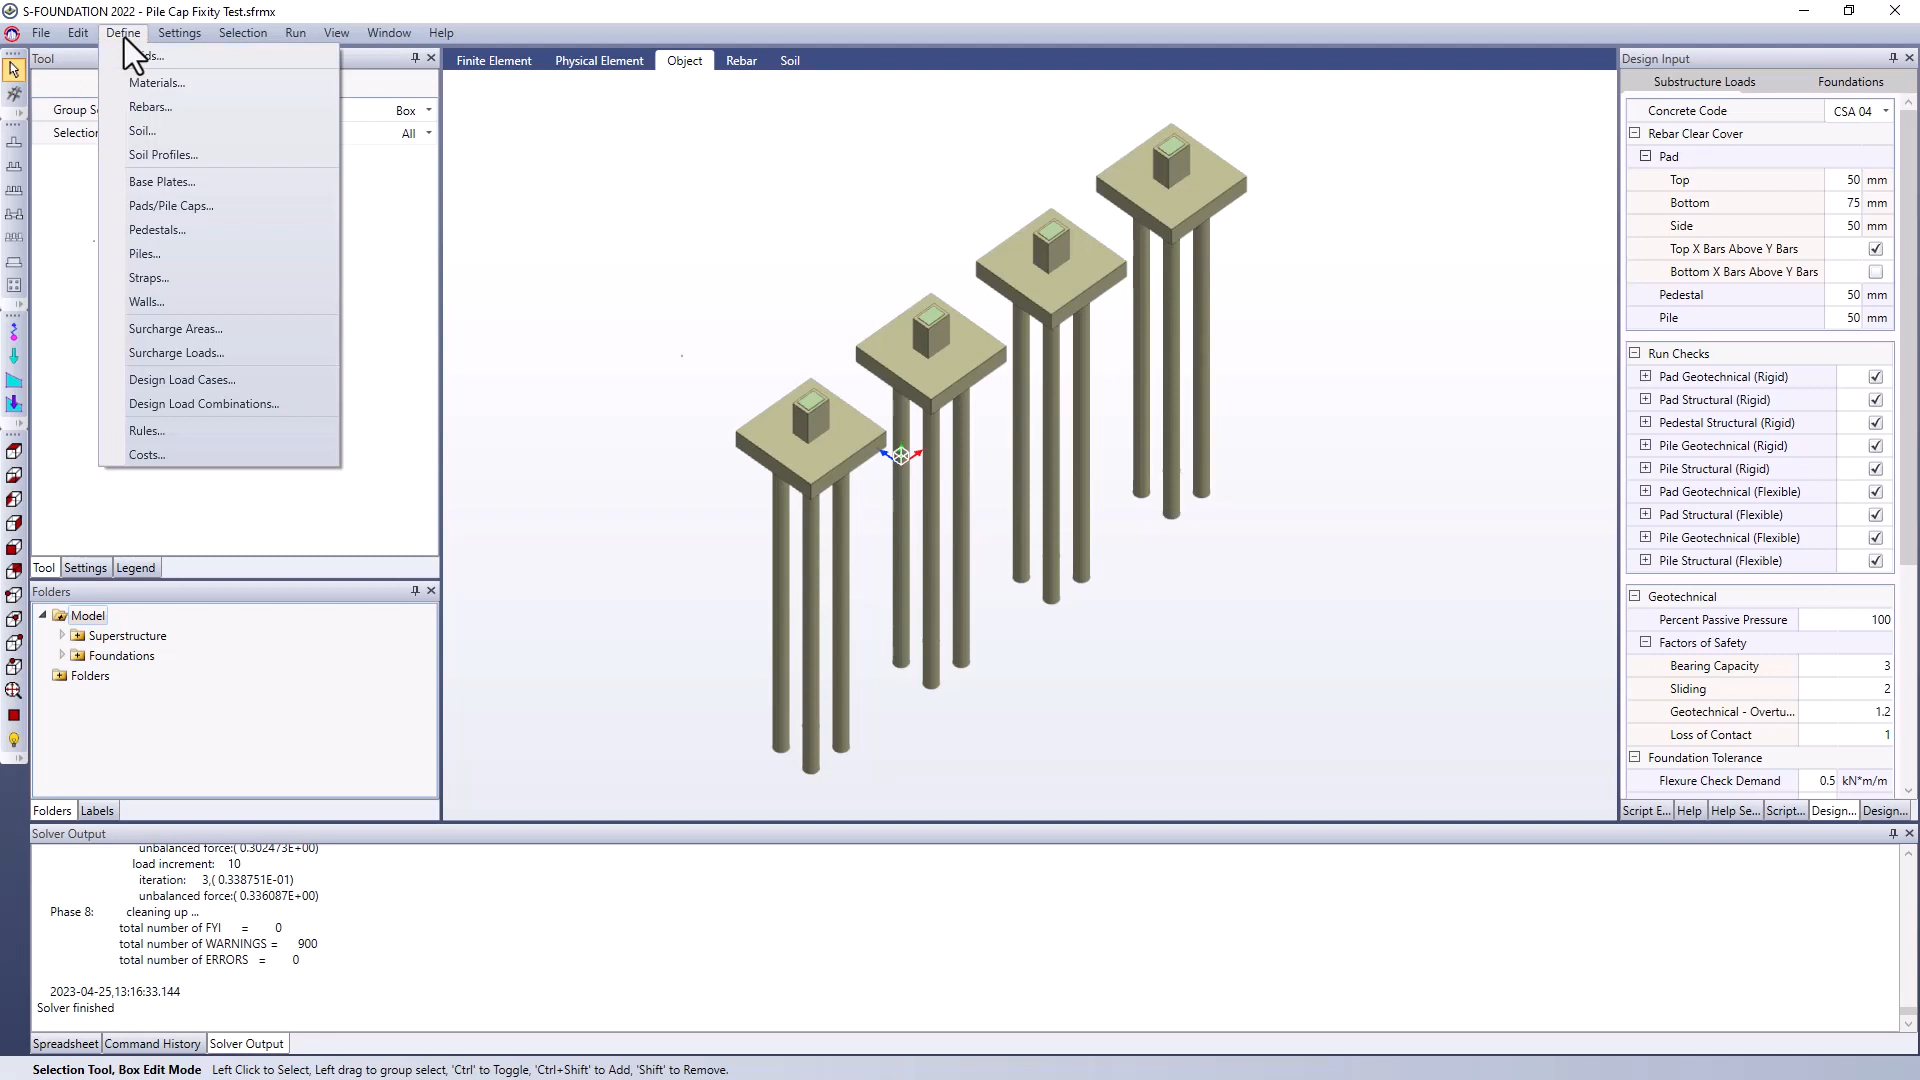 S-FOUNDATION 2022 - Pile Cap Fixity Test.sfrmx
File Edit Define Settings Selection Run View Window Help
Tool
Group
Box
Selection
All
Materials...
Rebars...
Soil...
Soil Profiles...
Base Plates...
Pads/Pile Caps...
Pedestals...
Piles...
Straps...
Walls...
Surcharge Areas...
Surcharge Loads...
Design Load Cases...
Design Load Combinations...
Rules...
Costs...
Tool Settings Legend
Folders
Model
Superstructure
Foundations
Folders
Folders Labels
Finite Element Physical Element Object Rebar Soil
Design Input
Substructure Loads Foundations
Concrete Code CSA 04
Rebar Clear Cover
Pad
Top 50 mm
Bottom 75 mm
Side 50 mm
Top X Bars Above Y Bars
Bottom X Bars Above Y Bars
Pedestal 50 mm
Pile 50 mm
Run Checks
Pad Geotechnical (Rigid)
Pad Structural (Rigid)
Pedestal Structural (Rigid)
Pile Geotechnical (Rigid)
Pile Structural (Rigid)
Pad Geotechnical (Flexible)
Pad Structural (Flexible)
Pile Geotechnical (Flexible)
Pile Structural (Flexible)
Geotechnical
Percent Passive Pressure 100
Factors of Safety
Bearing Capacity 3
Sliding 2
Geotechnical - Overtu... 1.2
Loss of Contact 1
Foundation Tolerance
Flexure Check Demand 0.5 kN*m/m
Script E... Help Help Se... Script... Design... Design...
Solver Output
unbalanced force:( 0.302473E+00)
load increment: 10
iteration: 3,( 0.338751E-01)
unbalanced force:( 0.336087E+00)
Phase 8: cleaning up ...
total number of FYI = 0
total number of WARNINGS = 900
total number of ERRORS = 0
2023-04-25,13:16:33.144
Solver finished
Spreadsheet Command History Solver Output
Selection Tool, Box Edit Mode Left Click to Select, Left drag to group select, 'Ctrl' to Toggle, 'Ctrl+Shift' to Add, 'Shift' to Remove.